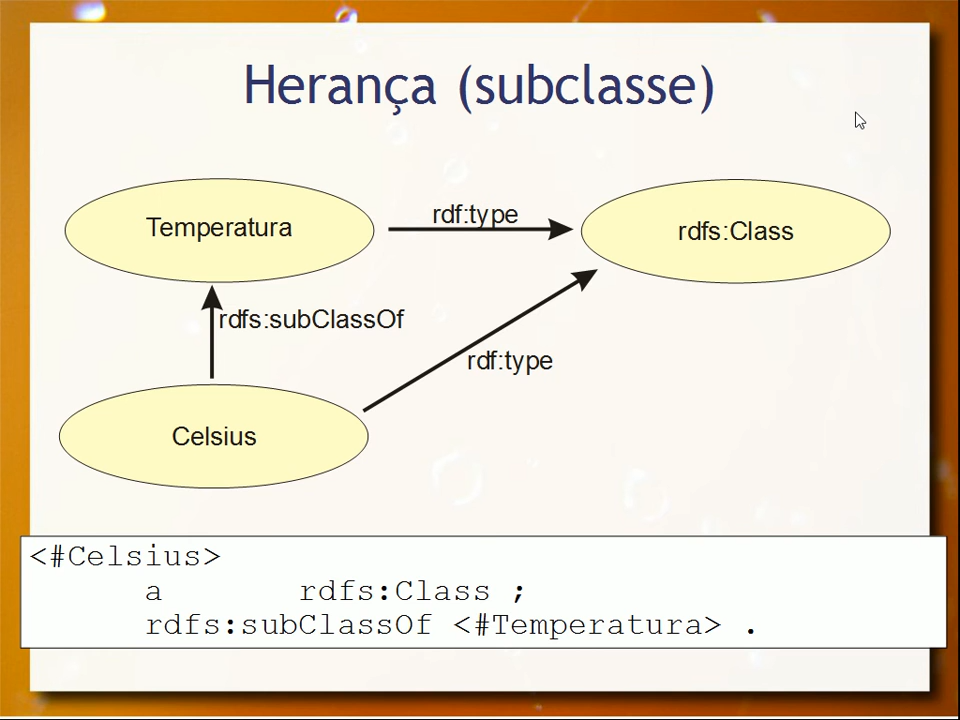 Herança (subclasse)
Temperatura
rdf:type
rdfs:Class
rdfs:subClassOf
rdf:type
Celsius
<#Celsius>
a rdfs:Class ;
rdfs:subClassOf <#Temperatura> .